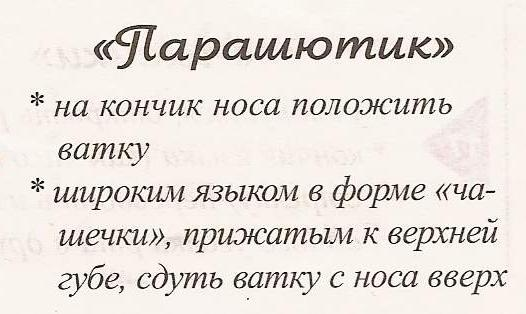 «Парашютик»
* на кончик носа положить
ватку
* широким языком в форме «ча-
шечки», прижатым к верхней
губе, сдуть ватку с носа вверх